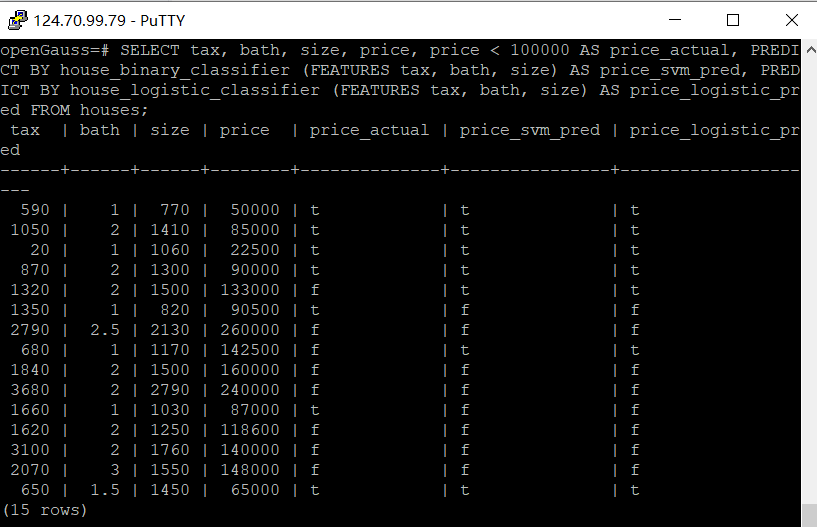 124.70.99.79 - PuTTY
openGauss=# SELECT tax, bath, size, price, price < 100000 AS price_actual, PREDI
CT BY house_binary_classifier (FEATURES tax, bath, size) AS price_svm_pred, PRED
ICT BY house_logistic_classifier (FEATURES tax, bath, size) AS price_logistic_pr
ed FROM houses;
 tax  | bath | size | price  | price_actual | price_svm_pred | price_logistic_pr
ed
------+------+------+--------+--------------+----------------+------------------
---
  590 |    1 |  770 |  50000 | t            | t              | t
 1050 |    2 | 1410 |  85000 | t            | t              | t
   20 |    1 | 1060 |  22500 | t            | t              | t
  870 |    2 | 1300 |  90000 | t            | t              | t
 1320 |    2 | 1500 | 133000 | f            | t              | t
 1350 |    1 |  820 |  90500 | t            | f              | f
 2790 |  2.5 | 2130 | 260000 | f            | f              | f
  680 |    1 | 1170 | 142500 | f            | t              | t
 1840 |    2 | 1500 | 160000 | f            | f              | f
 3680 |    2 | 2790 | 240000 | f            | f              | f
 1660 |    1 | 1030 |  87000 | t            | f              | f
 1620 |    2 | 1250 | 118600 | f            | f              | f
 3100 |    2 | 1760 | 140000 | f            | f              | f
 2070 |    3 | 1550 | 148000 | f            | f              | f
  650 |  1.5 | 1450 |  65000 | t            | t              | t
(15 rows)